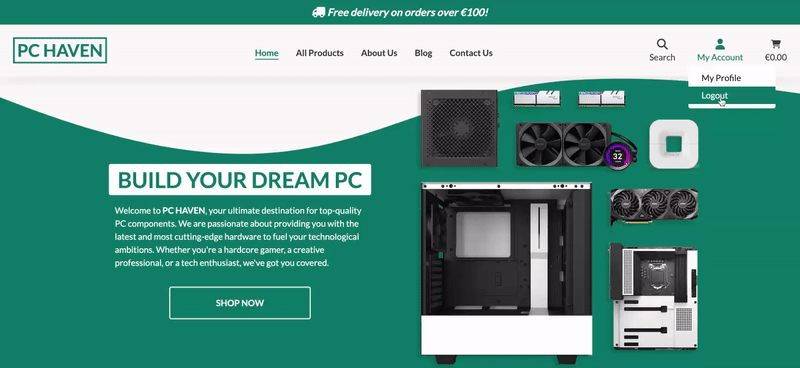 Free delivery on orders over €100!
PC HAVEN
Home
All Products
About Us
Blog
Contact Us
Search
My Account
€0.00
My Profile
Logout
BUILD YOUR DREAM PC
Welcome to PC HAVEN, your ultimate destination for top-quality
PC components. We are passionate about providing you with the
latest and most cutting-edge hardware to fuel your technological
ambitions. Whether you're a hardcore gamer, a creative
professional, or a tech enthusiast, we've got you covered.
SHOP NOW
32